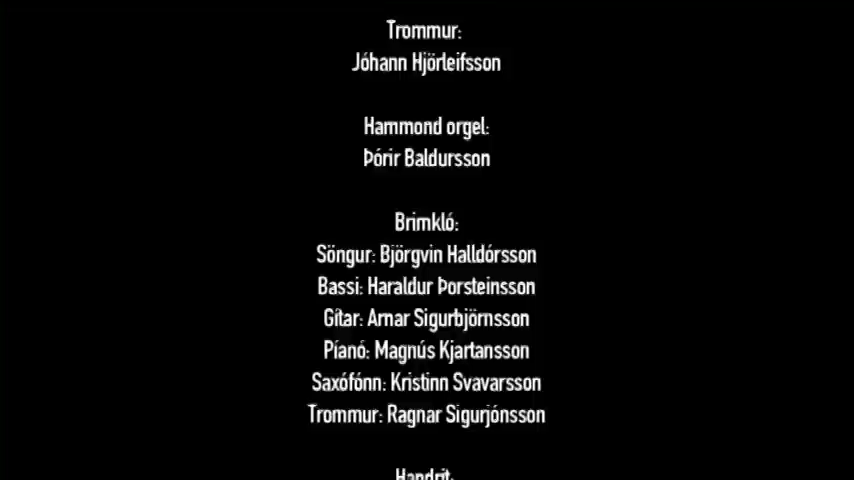 Trommur:
Jóhann Hjörleifsson
Hammond orgel:
Þórir Baldursson
Brimkló:
Söngur: Björgvin Halldórsson
Bassi: Haraldur Þorsteinsson
Gítar: Arnar Sigurbjörnsson
Píanó: Magnús Kjartansson
Saxófónn: Kristinn Svavarsson
Trommur: Ragnar Sigurjónsson
Handrit: